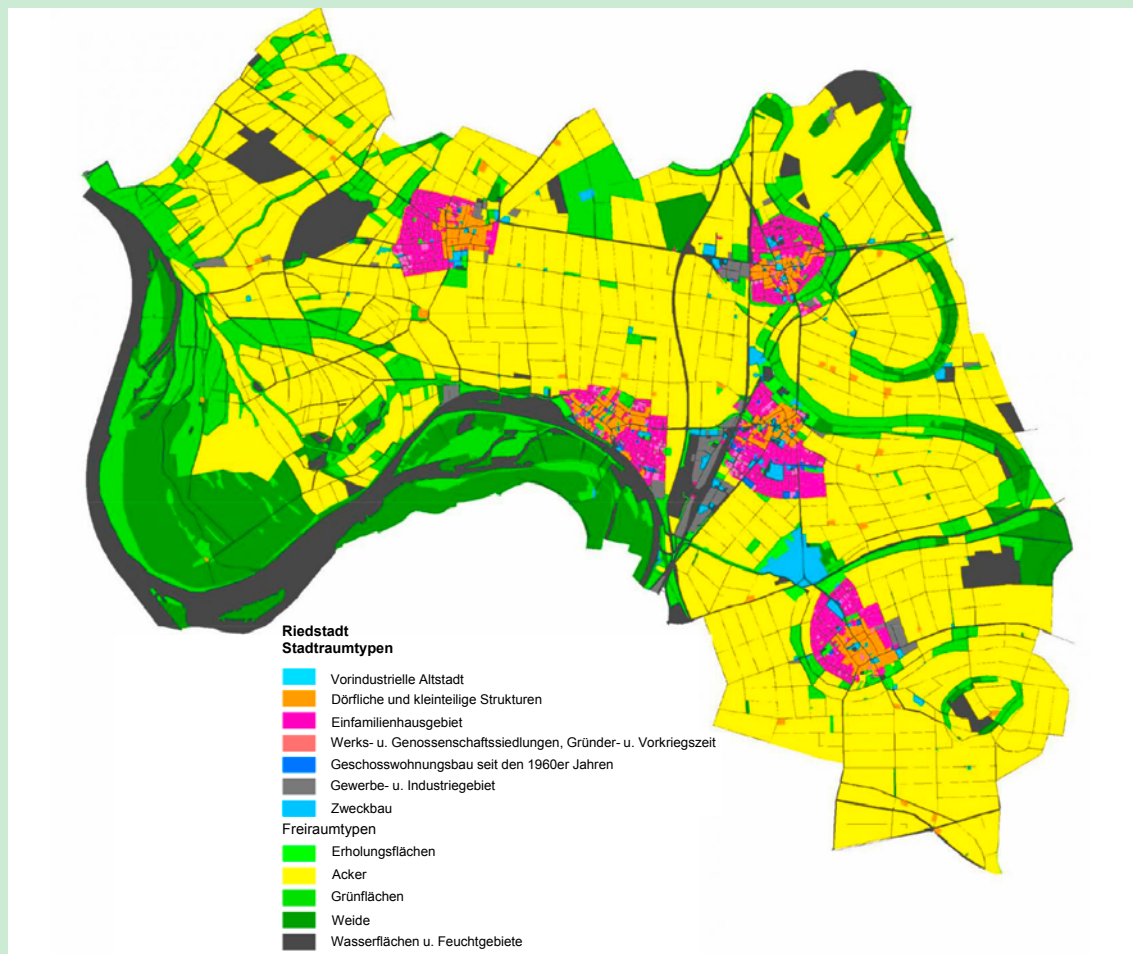 Riedstadt
Stadtraumtypen
Vorindustrielle Altstadt
Dörfliche und kleinteilige Strukturen
Einfamilienhausgebiet
Werks- u. Genossenschaftssiedlungen, Gründer- u. Vorkriegszeit
Geschosswohnungsbau seit den 1960er Jahren
Gewerbe- u. Industriegebiet
Zweckbau
Freiraumtypen
Erholungsflächen
Acker
Grünflächen
Weide
Wasserflächen u. Feuchtgebiete